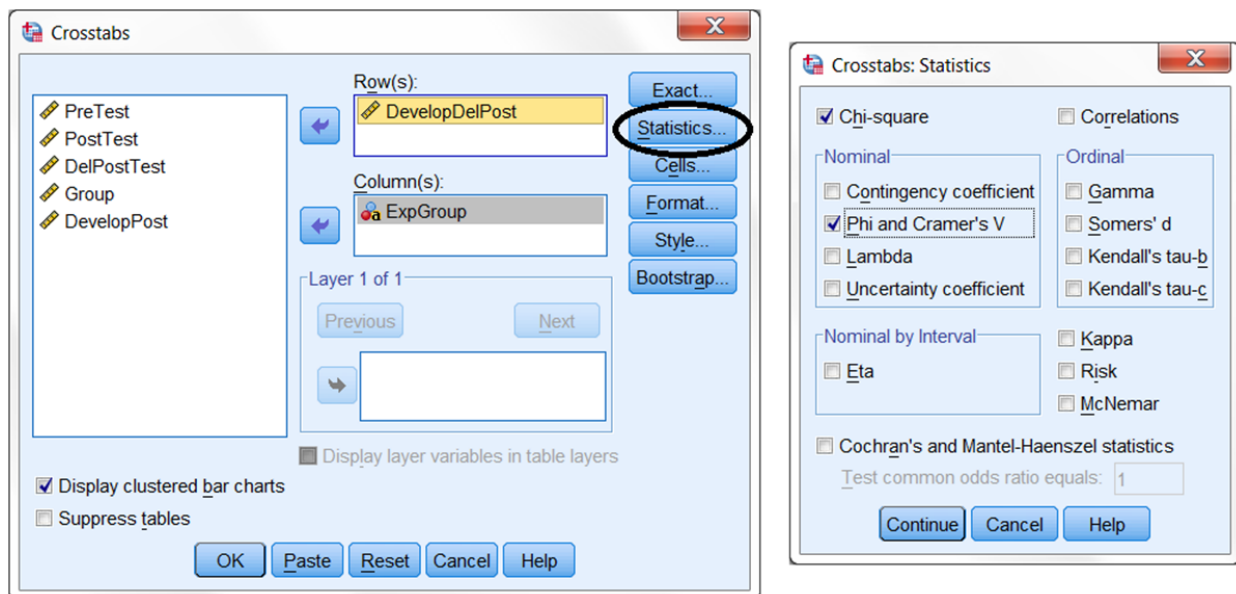 Crosstabs
PreTest
PostTest
DelPostTest
Group
DevelopPost
Row(s):
DevelopDelPost
Column(s):
a ExpGroup
Layer 1 of 1
Previous
Next
Display layer variables in table layers
Exact...
Statistics...
Cells...
Format...
Style...
Bootstrap...
Display clustered bar charts
Suppress tables
OK Paste Reset Cancel Help
Crosstabs: Statistics
Chi-square
Correlations
Nominal
Contingency coefficient
Phi and Cramer's V
Lambda
Uncertainty coefficient
Ordinal
Gamma
Somers' d
Kendall's tau-b
Kendall's tau-c
Nominal by Interval
Eta
Kappa
Risk
McNemar
Cochran's and Mantel-Haenszel statistics
Test common odds ratio equals: 1
Continue Cancel Help